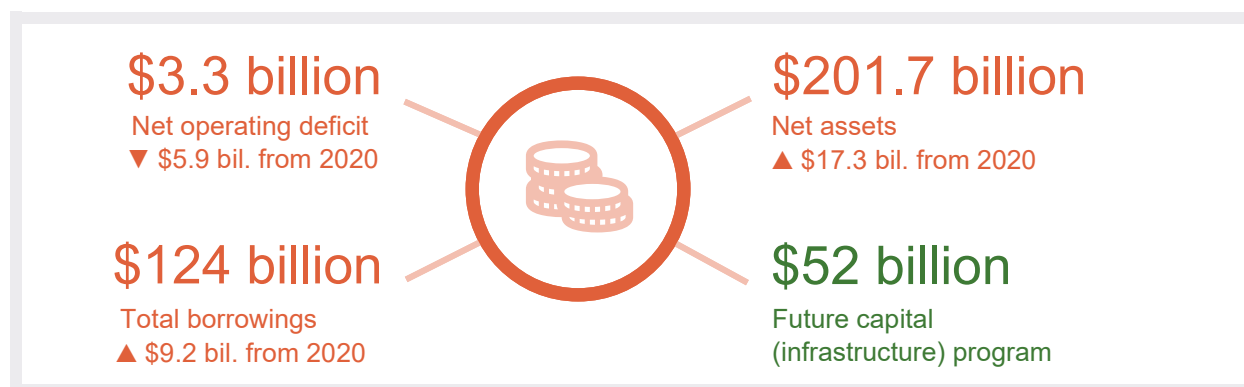 $3.3 billion
Net operating deficit
▼ $5.9 bil. from 2020
$201.7 billion
Net assets
▲ $17.3 bil. from 2020
$124 billion
Total borrowings
▲ $9.2 bil. from 2020
$52 billion
Future capital
(infrastructure) program